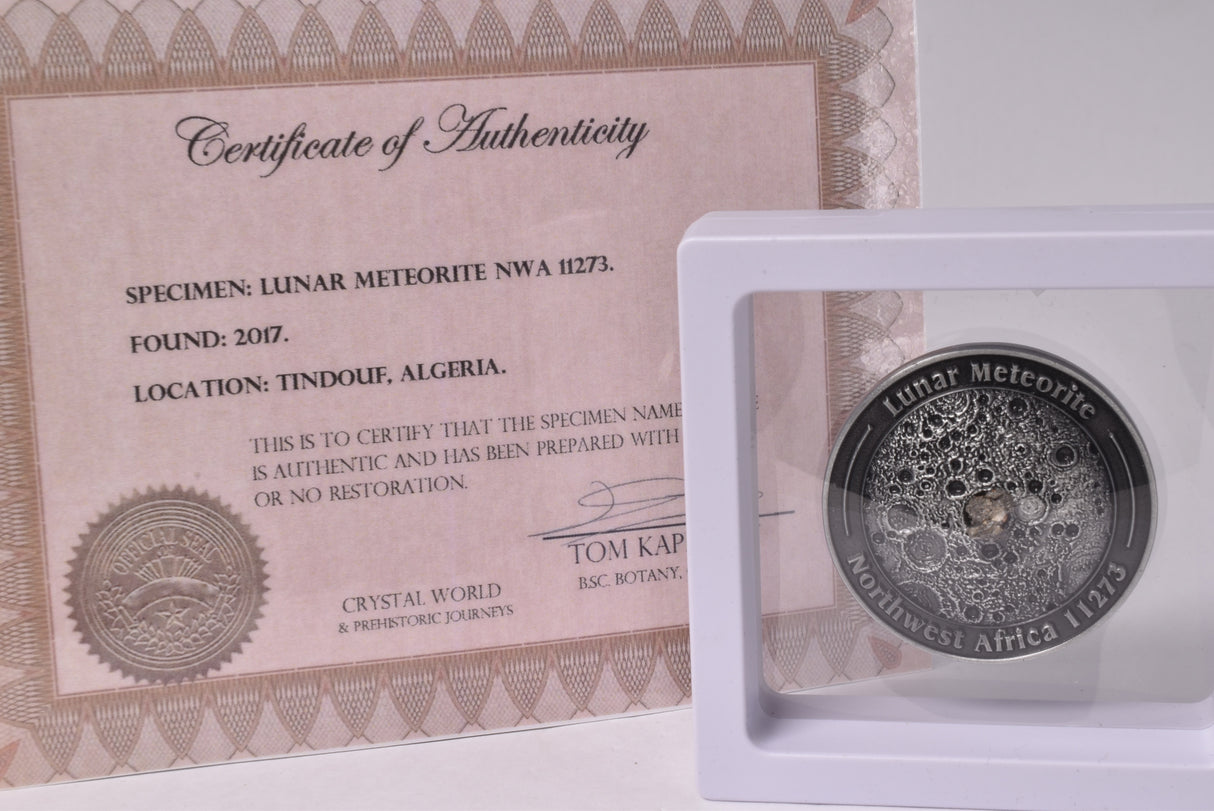 Certificate of Authenticity
SPECIMEN: LUNAR METEORITE NWA 11273.
FOUND: 2017.
LOCATION: TINDOUF, ALGERIA.
THIS IS TO CERTIFY THAT THE SPECIMEN NAME
IS AUTHENTIC AND HAS BEEN PREPARED WITH
OR NO RESTORATION.
OFFICIAL SEAL
TOM KAP
B.SC. BOTANY,
CRYSTAL WORLD
& PREHISTORIC JOURNEYS
Lunar Meteorite
Northwest Africa 11273